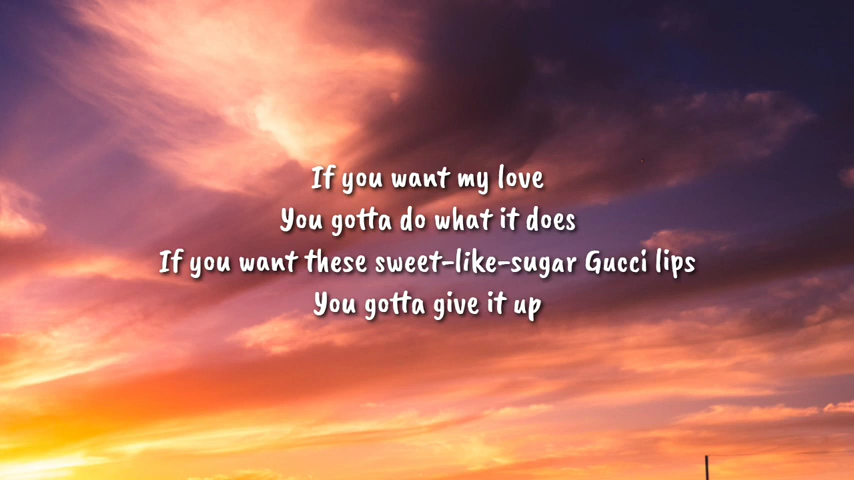 If you want my love
You gotta do what it does
If you want these sweet-like-sugar Gucci lips
You gotta give it up